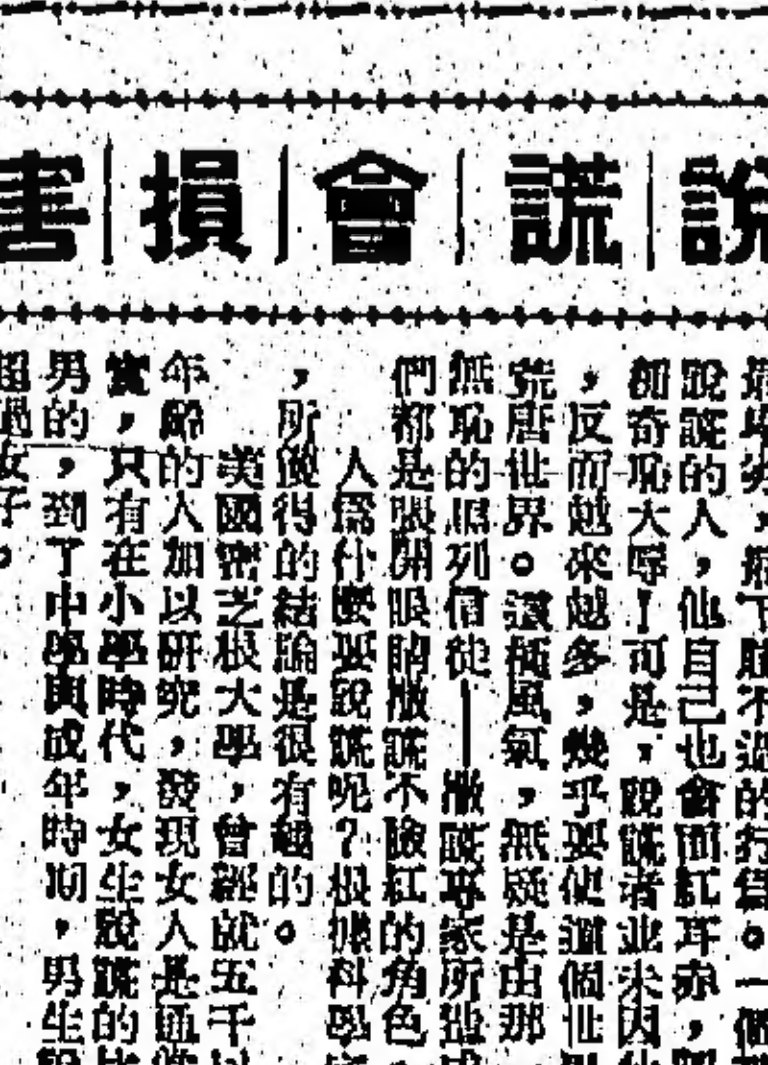 說謊會損害
下賤不過的行爲。一個
說謊的人,他自己也會面紅耳赤,
奇恥大辱!可是,說謊者並未因
,反而越來越多,幾乎要使這個世
荒唐世界。這種風氣,無疑是由那
無恥的 列 徒——撒謊專家所造成
們都是張開眼睛撒謊不臉紅的角色。
人爲什麼要說謊呢?根據科學
,所做得的結論是很有趣的。
美國密芝根大學,曾經就五千
年齡的人加以研究,發現女人是
實,只有在小學時代,女生說謊的比
男的,到了中學與成年時期,男生說
超過女子。